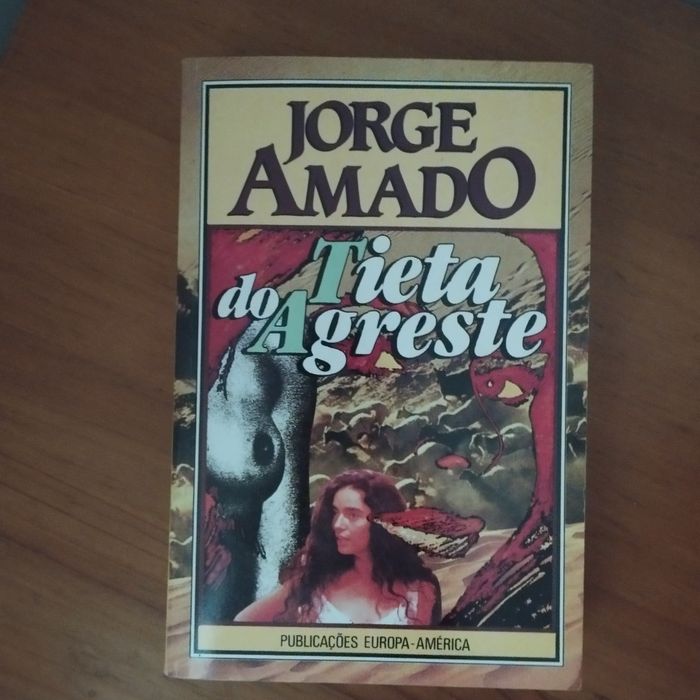 JORGE
AMADO
Tieta
do Agreste
PUBLICAÇÕES EUROPA-AMÉRICA